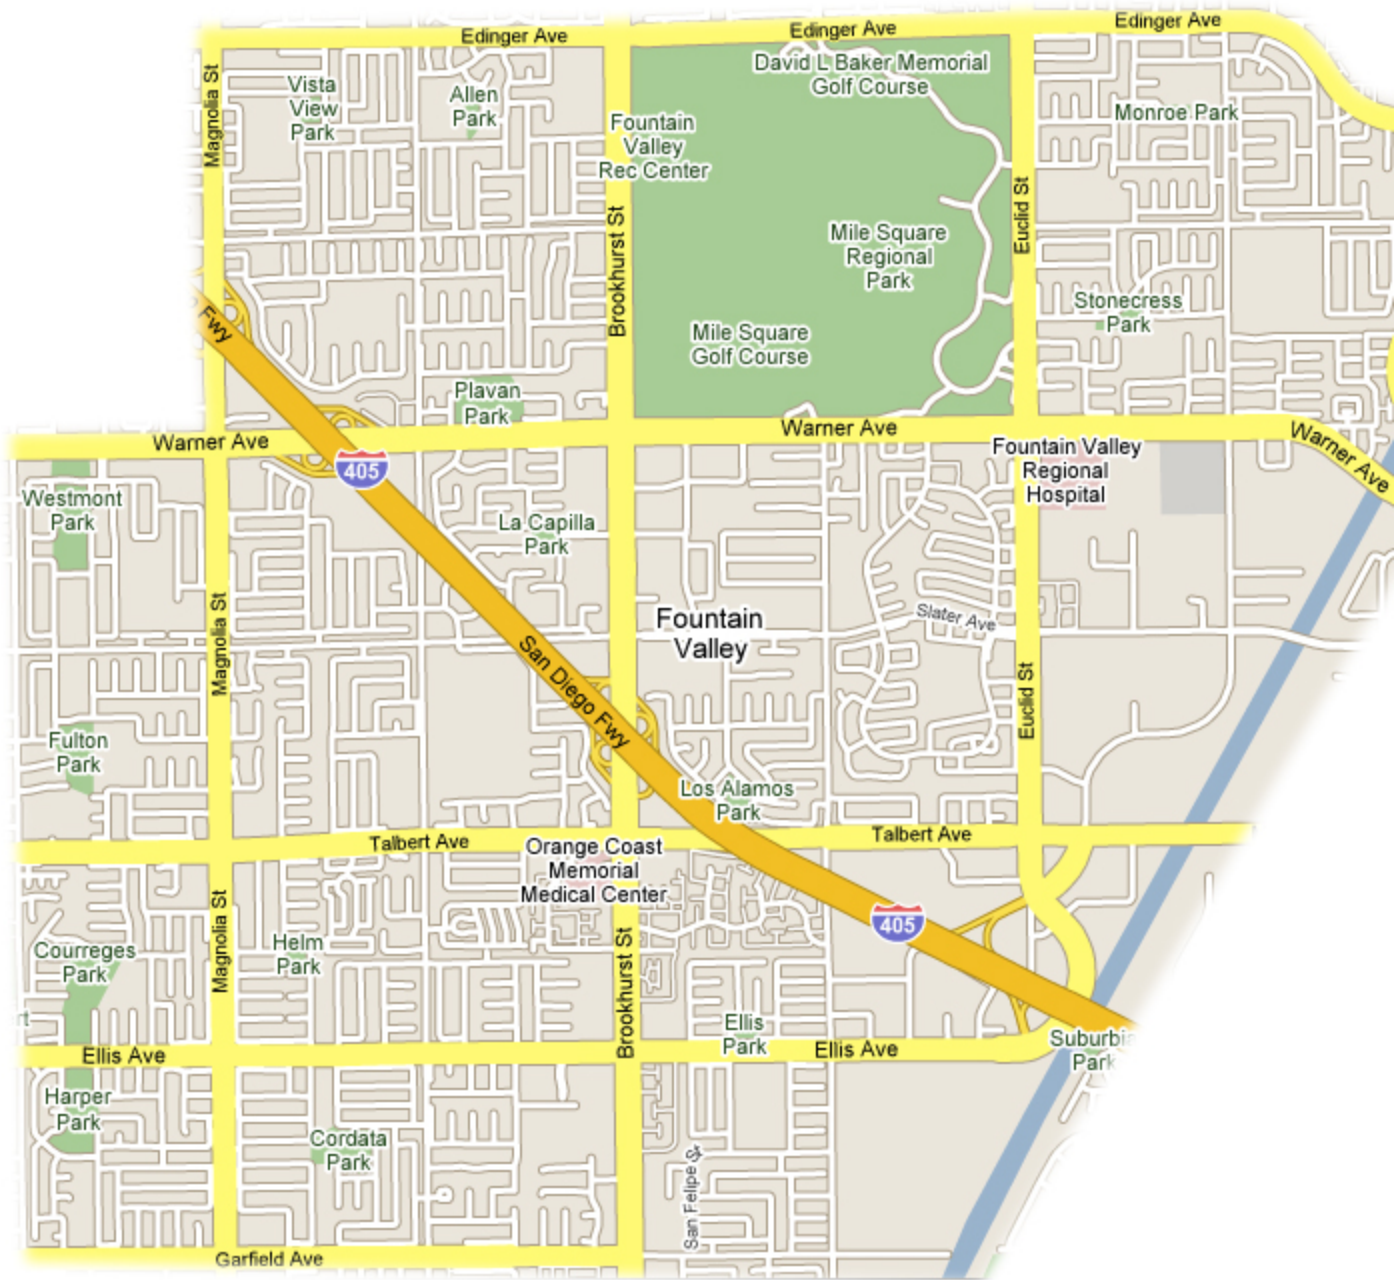 Edinger Ave
Edinger Ave
Edinger Ave
Magnolia St
Vista
View
Park
Allen
Park
David L Baker Memorial
Golf Course
Monroe Park
Fountain
Valley
Rec Center
Brookhurst St
Euclid St
Mile Square
Regional
Park
Stonecress
Park
Fwy
Mile Square
Golf Course
Plavan
Park
Warner Ave
Warner Ave
Warner Ave
405
Fountain Valley
Regional
Hospital
Westmont
Park
La Capilla
Park
Magnolia St
Fountain
Valley
Slater Ave
San Diego Fwy
Euclid St
Fulton
Park
Los Alamos
Park
Talbert Ave
Talbert Ave
Orange Coast
Memorial
Medical Center
405
Magnolia St
Helm
Park
Courreges
Park
Brookhurst St
rt
Ellis
Park
Ellis Ave
Ellis Ave
Suburbia
Park
Harper
Park
Cordata
Park
San Felipe St
Garfield Ave